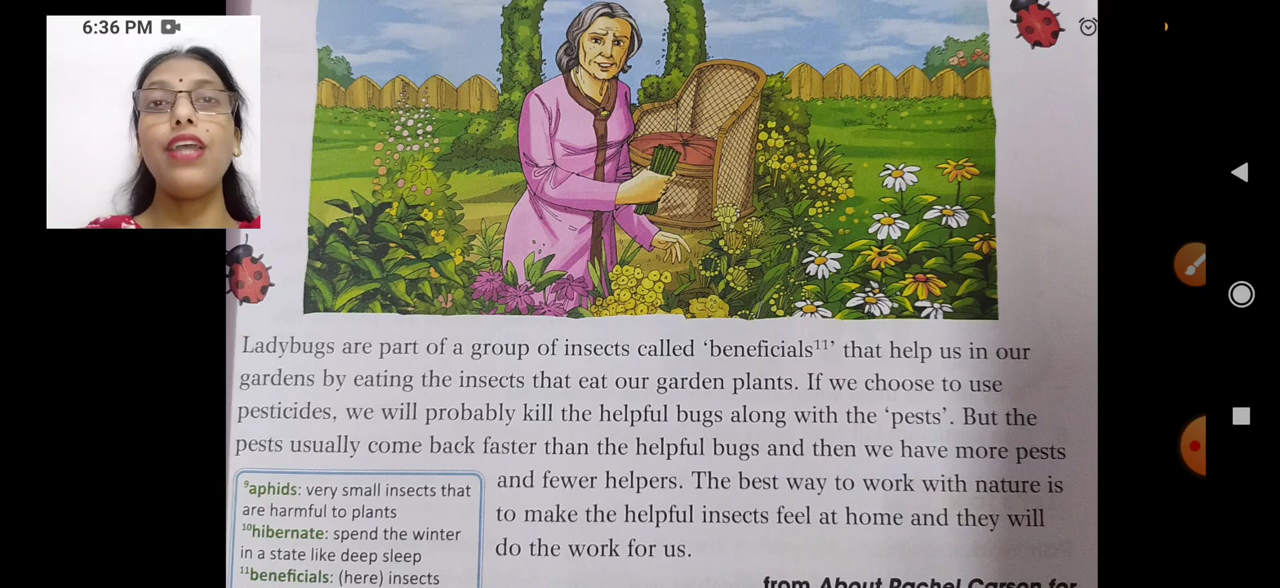 6:36 PM
Ladybugs are part of a group of insects called ‘beneficials¹¹’ that help us in our
gardens by eating the insects that eat our garden plants. If we choose to use
pesticides, we will probably kill the helpful bugs along with the ‘pests’. But the
pests usually come back faster than the helpful bugs and then we have more pests
and fewer helpers. The best way to work with nature is
to make the helpful insects feel at home and they will
do the work for us.
⁹aphids: very small insects that
are harmful to plants
¹⁰hibernate: spend the winter
in a state like deep sleep
¹¹beneficials: (here) insects
from About Rachel Carson for